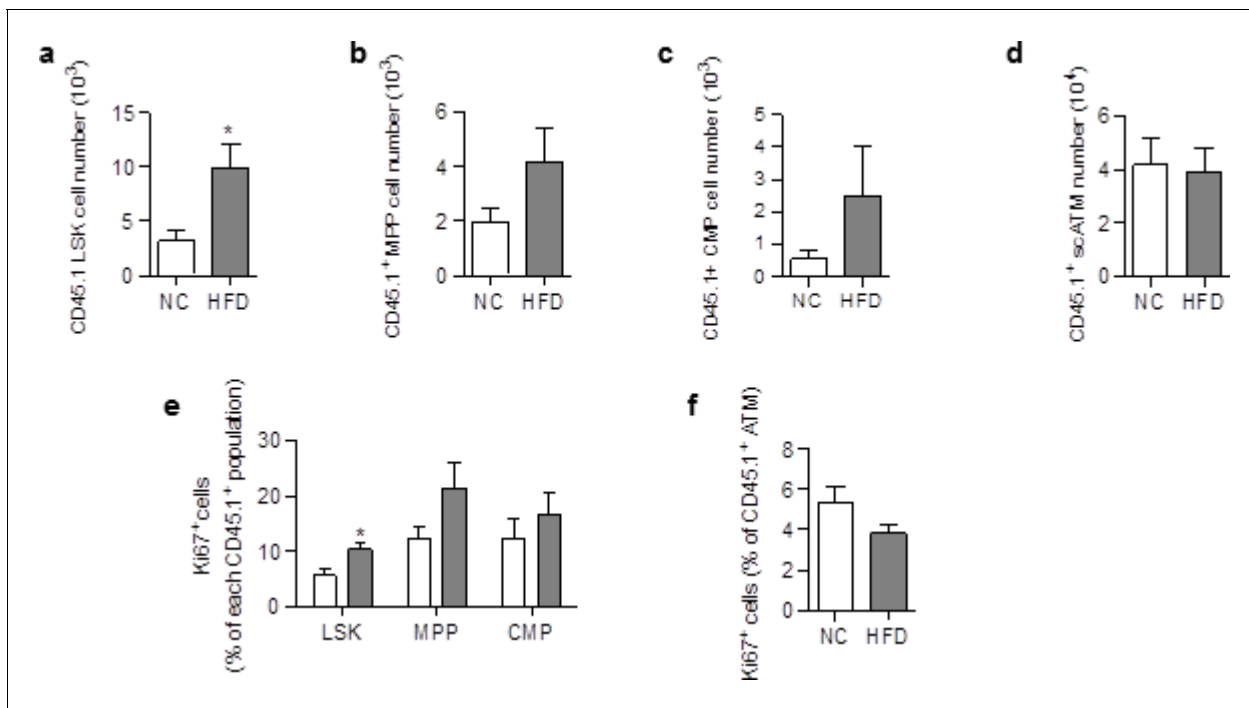 a
CD45.1 LSK cell number (10³)
15
10
5
0
*
NC HFD
b
CD45.1⁺ MPP cell number (10³)
6
4
2
0
NC HFD
c
CD45.1+ CMP cell number (10³)
5
4
3
2
1
0
NC HFD
d
CD45.1⁺ scATM number (10⁴)
6
4
2
0
NC HFD
e
Ki67⁺cells
(% of each CD45.1⁺ population)
30
20
10
0
*
LSK MPP CMP
f
Ki67⁺ cells (% of CD45.1⁺ ATM)
8
6
4
2
0
NC HFD